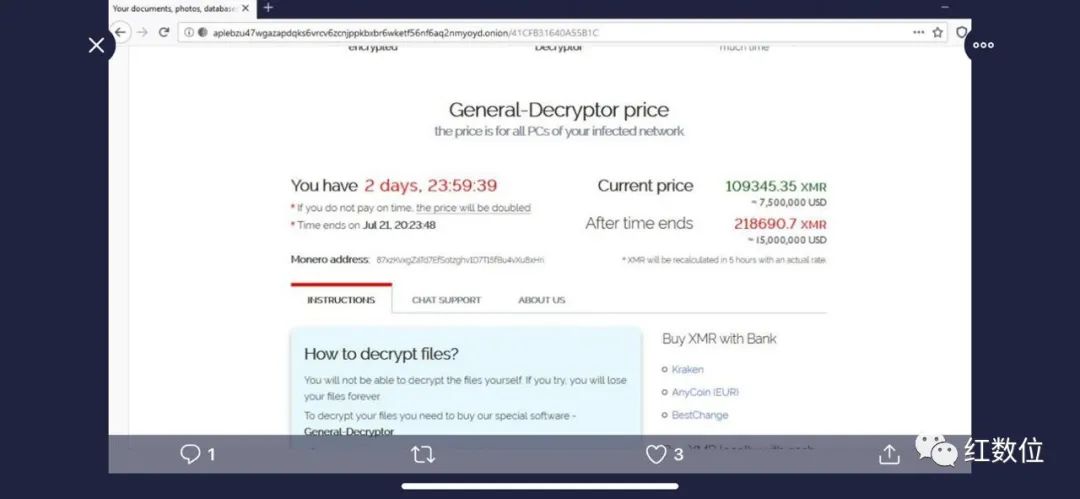 Your documents, photos, databases
aplebzu47wgazapdqks6vrcv6zcnjppkbxbr6wketf56nf6aq2nmyoyd.onion/41CFB31640A55B1C
encrypted
Decryptor
much time
General-Decryptor price
the price is for all PCs of your infected network
You have 2 days, 23:59:39
* If you do not pay on time, the price will be doubled
* Time ends on Jul 21, 20:23:48
Current price 109345.35 XMR
≈ 7,500,000 USD
After time ends 218690.7 XMR
≈ 15,000,000 USD
Monero address:
* XMR will be recalculated in 5 hours with an actual rate.
INSTRUCTIONS
CHAT SUPPORT
ABOUT US
How to decrypt files?
You will not be able to decrypt the files yourself. If you try, you will lose
your files forever.
To decrypt your files you need to buy our special software -
General-Decryptor
Buy XMR with Bank
Kraken
AnyCoin (EUR)
BestChange
1
3
红数位